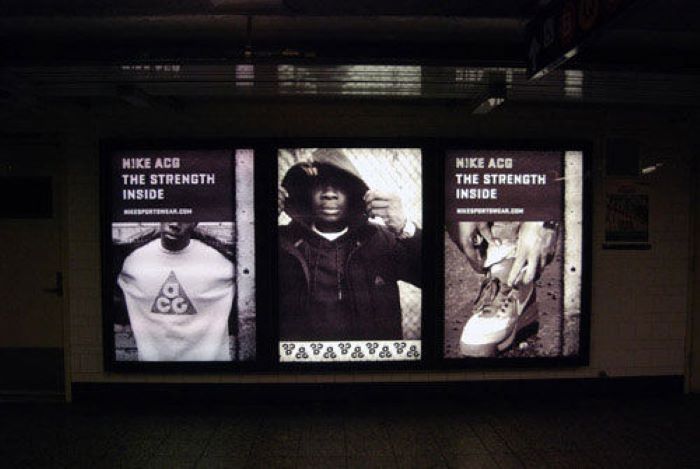 NIKE ACG
THE STRENGTH
INSIDE
NIKESPORTSWEAR.COM
acG
NIKE ACG
THE STRENGTH
INSIDE
NIKESPORTSWEAR.COM